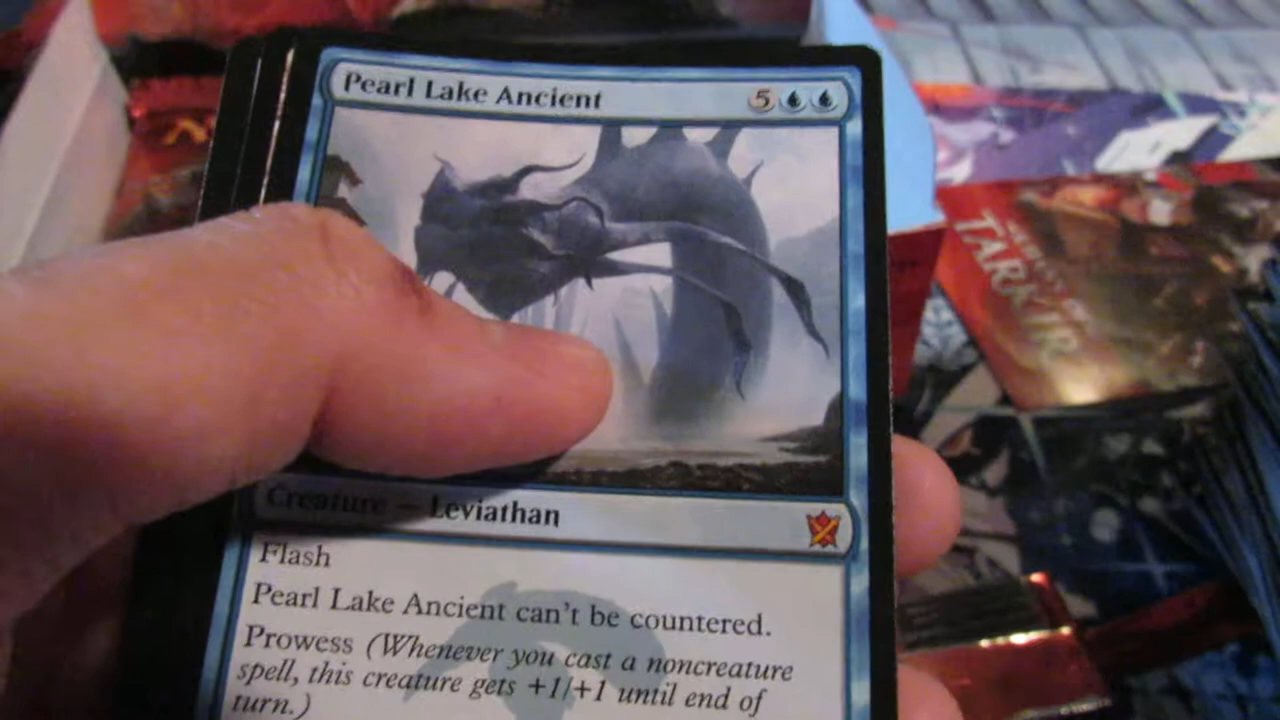 Pearl Lake Ancient 5
Creature — Leviathan
Flash
Pearl Lake Ancient can't be countered.
Prowess (Whenever you cast a noncreature
spell, this creature gets +1/+1 until end of
turn.)
TARKIR